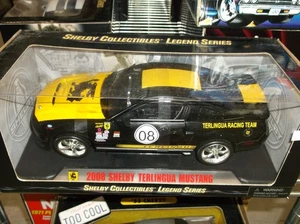 SHELBY COLLECTIBLES LEGEND SERIES
TERLINGUA RACING TEAM
08
2008 SHELBY TERLINGUA MUSTANG
SHELBY COLLECTIBLES LEGEND SERIES
TOO COOL